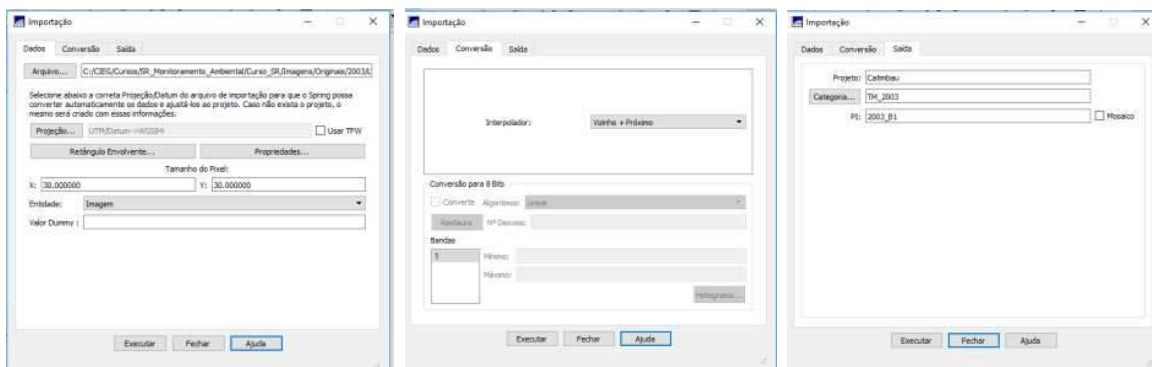 Importação
Dados Conversão Saída
Arquivo... C:/CIEG/Cursos/SR_Monitoramento_Ambiental/Curso_SR/Imagens/Originais/2003/L
Selecione abaixo a correta Projeção/Datum do arquivo de importação para que o Spring possa
converter automaticamente os dados e ajustá-los ao projeto. Caso não exista o projeto, o
mesmo será criado com essas informações.
Projeção... UTM/Datum->WGS84 Usar TFW
Retângulo Envolvente... Propriedades...
Tamanho do Pixel:
X: 30.000000 Y: 30.000000
Entidade: Imagem
Valor Dummy :
Executar Fechar Ajuda
Importação
Dados Conversão Saída
Interpolador: Vizinho + Próximo
Conversão para 8 Bits
Converte Algoritmos: Linear
Restaura Nº Desvios:
Bandas
1 Mínimo:
Máximo:
Histograma...
Executar Fechar Ajuda
Importação
Dados Conversão Saída
Projeto: Catimbau
Categoria... TM_2003
PI: 2003_B1 Mosaico
Executar Fechar Ajuda